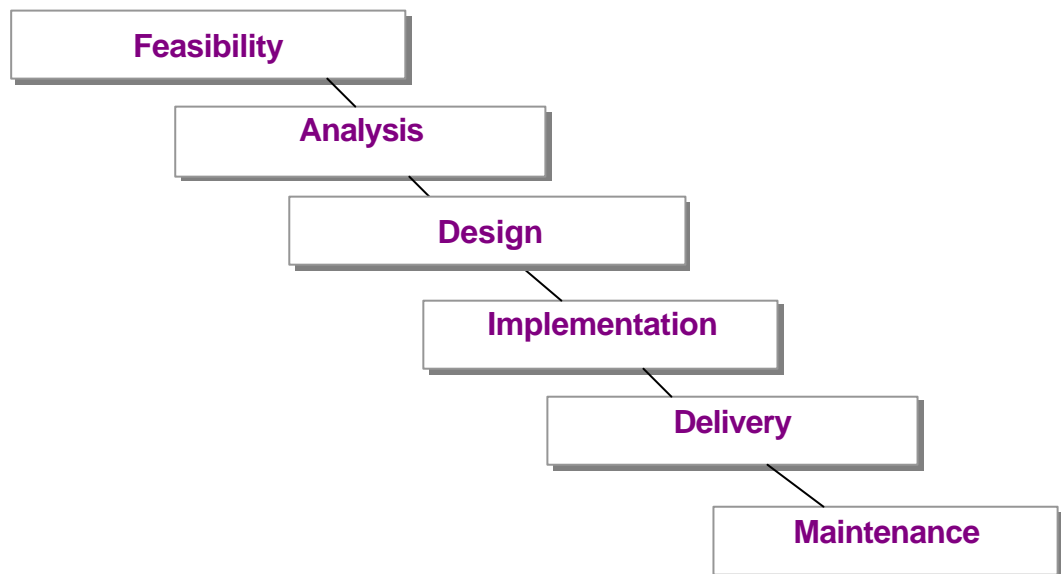 Feasibility
Analysis
Design
Implementation
Delivery
Maintenance